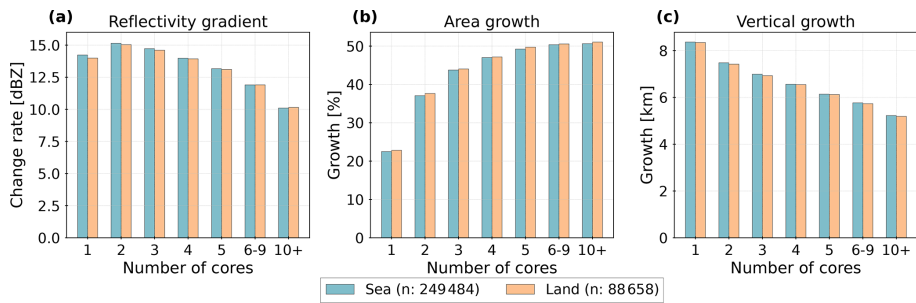 (a) Reflectivity gradient
15.0
12.5
10.0
7.5
5.0
2.5
0.0
Change rate [dBZ]
1 2 3 4 5 6-9 10+
Number of cores
(b) Area growth
50
40
30
20
10
0
Growth [%]
1 2 3 4 5 6-9 10+
Number of cores
(c) Vertical growth
8
6
4
2
0
Growth [km]
1 2 3 4 5 6-9 10+
Number of cores
Sea (n: 249484) Land (n: 88658)